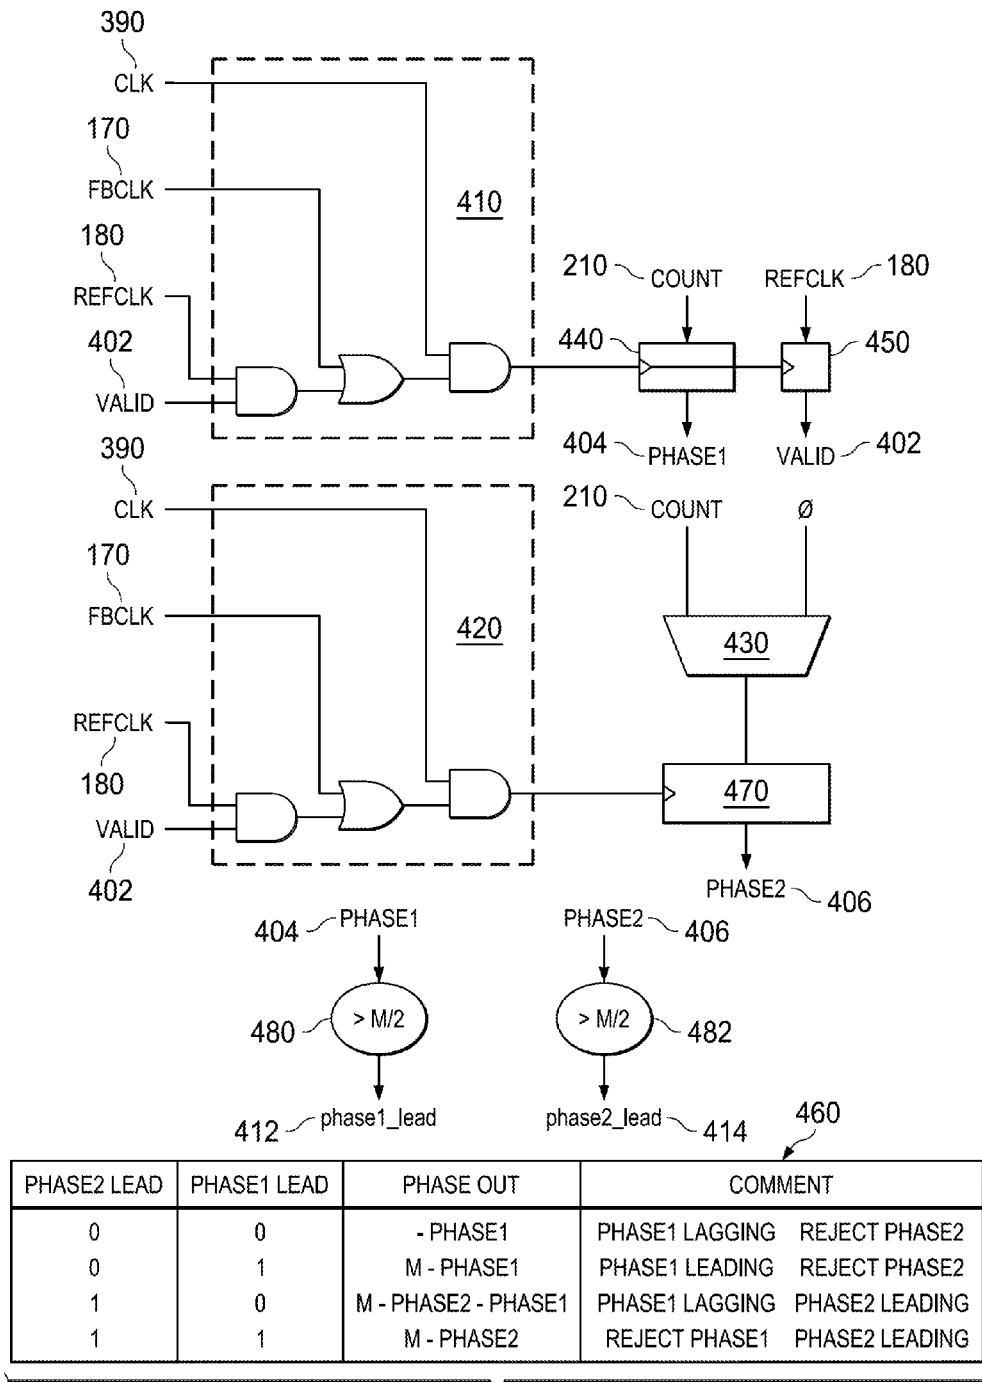 390
CLK
170
FBCLK
410
180
REFCLK
210
COUNT
REFCLK
180
402
440
450
VALID
404
PHASE1
VALID
402
390
CLK
210
COUNT
Ø
170
FBCLK
420
430
REFCLK
180
470
VALID
402
PHASE2
406
404
PHASE1
PHASE2
406
480
> M/2
> M/2
482
412
phase1_lead
phase2_lead
414
460
PHASE2 LEAD PHASE1 LEAD PHASE OUT COMMENT
0 0 - PHASE1 PHASE1 LAGGING REJECT PHASE2
0 1 M - PHASE1 PHASE1 LEADING REJECT PHASE2
1 0 M - PHASE2 - PHASE1 PHASE1 LAGGING PHASE2 LEADING
1 1 M - PHASE2 REJECT PHASE1 PHASE2 LEADING